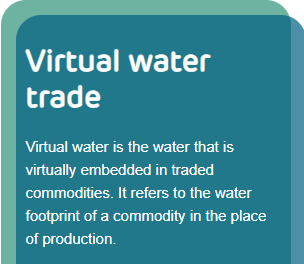 Virtual water
trade
Virtual water is the water that is
virtually embedded in traded
commodities. It refers to the water
footprint of a commodity in the place
of production.